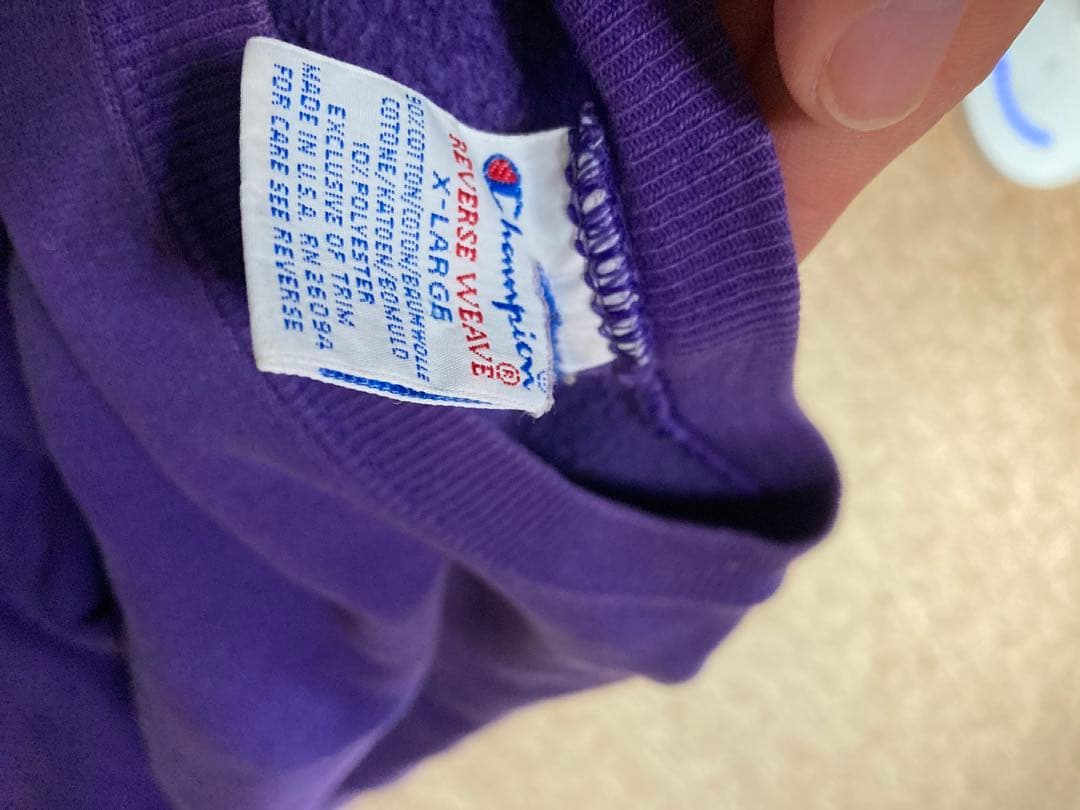 Champion
REVERSE WEAVE®
X-LARGE
90%COTTON/COTON/BAUMWOLLE
COTONE/KATOEN/BOMULD
10% POLYESTER
EXCLUSIVE OF TRIM
MADE IN U.S.A. RN 26094
FOR CARE SEE REVERSE